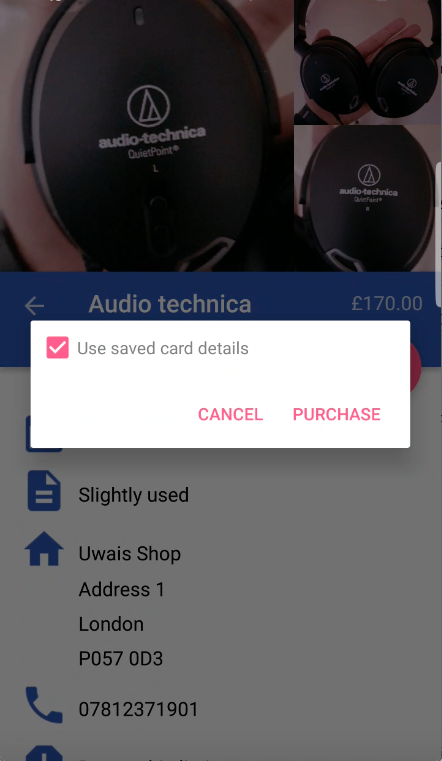 audio-technica
QuietPoint®
L
audio-technica
QuietPoint®
Audio technica
£170.00
Use saved card details
CANCEL
PURCHASE
Slightly used
Uwais Shop
Address 1
London
P057 0D3
07812371901